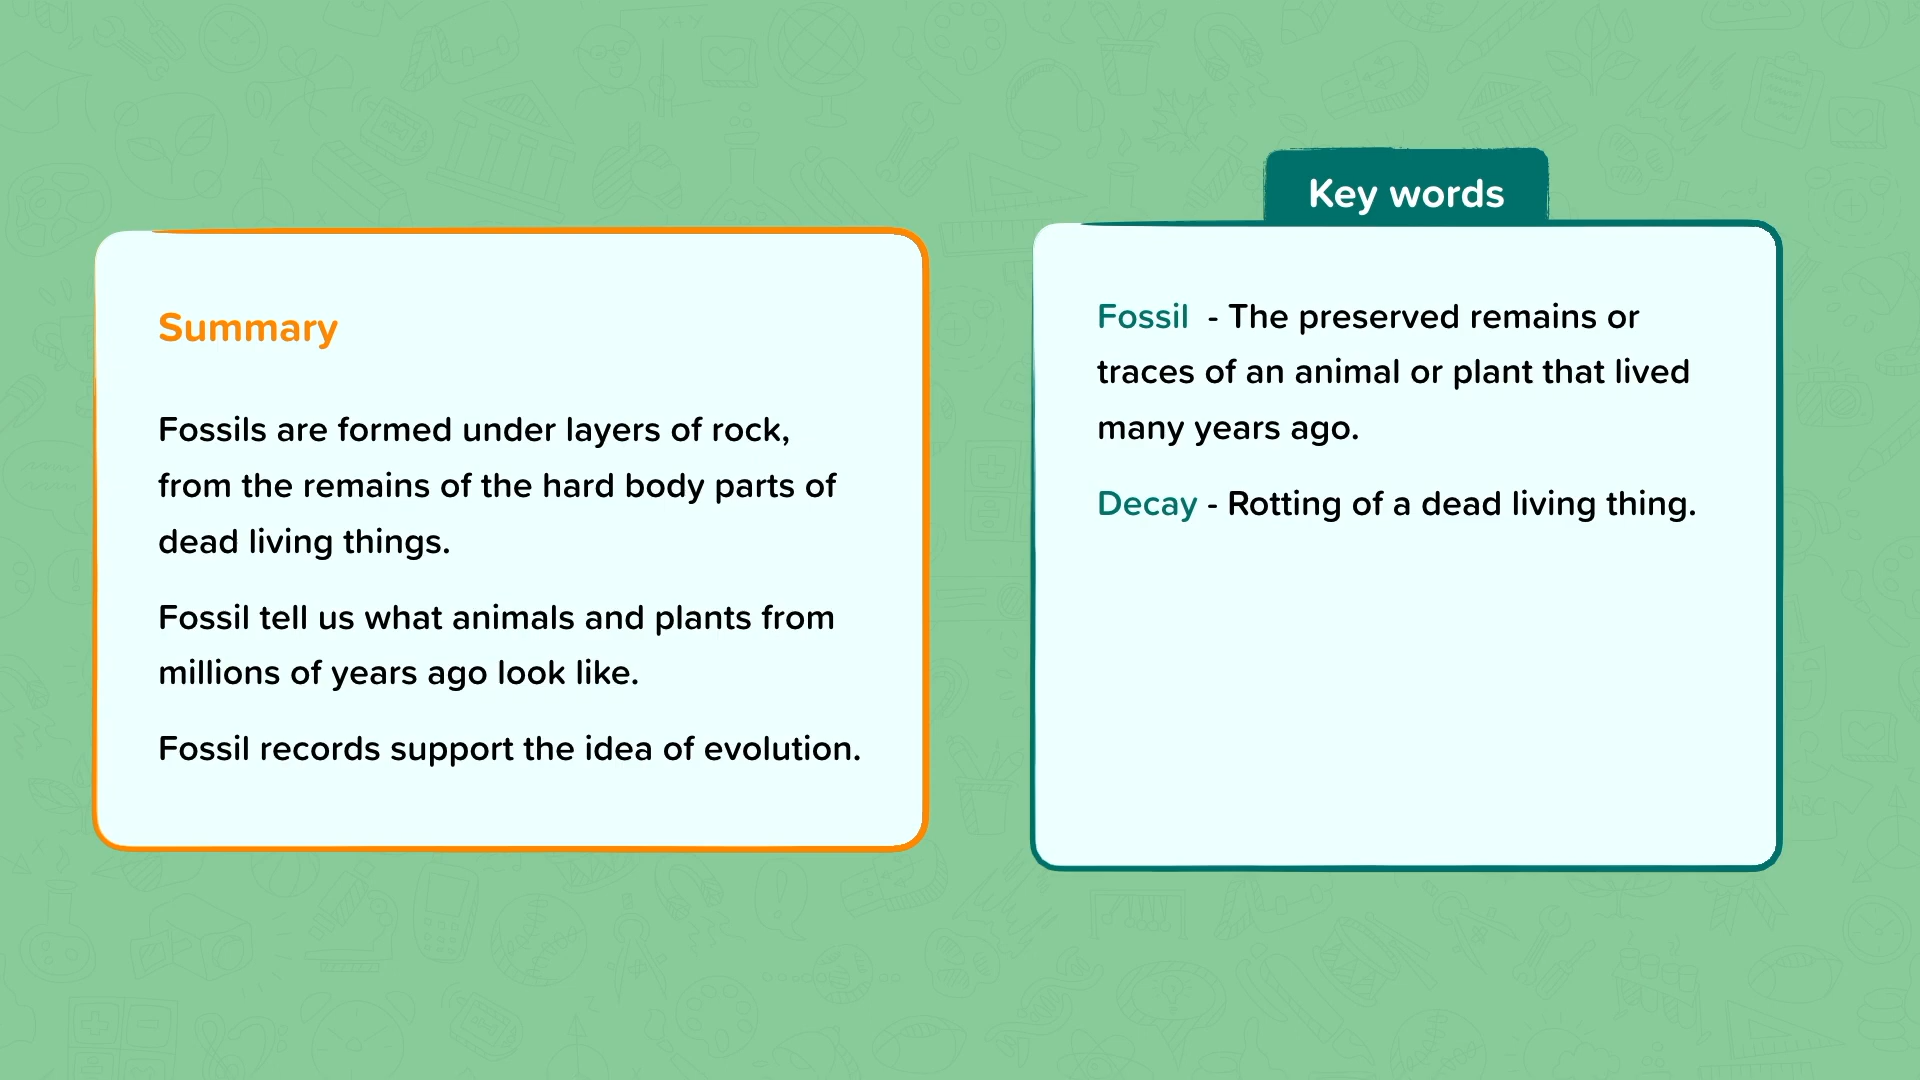 Summary
Fossils are formed under layers of rock,
from the remains of the hard body parts of
dead living things.
Fossil tell us what animals and plants from
millions of years ago look like.
Fossil records support the idea of evolution.
Key words
Fossil  - The preserved remains or
traces of an animal or plant that lived
many years ago.
Decay - Rotting of a dead living thing.